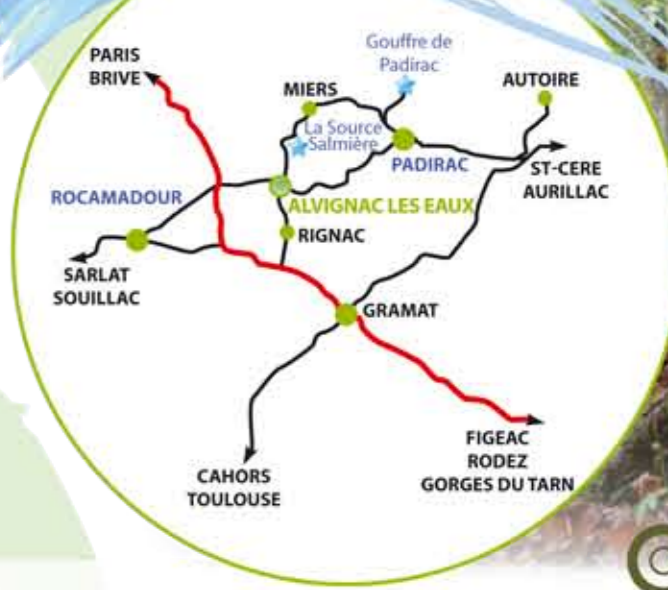 PARIS
BRIVE
Gouffre de
Padirac
MIERS
AUTOIRE
La Source
Salmière
PADIRAC
ST-CERE
AURILLAC
ROCAMADOUR
ALVIGNAC LES EAUX
RIGNAC
SARLAT
SOUILLAC
GRAMAT
FIGEAC
RODEZ
GORGES DU TARN
CAHORS
TOULOUSE